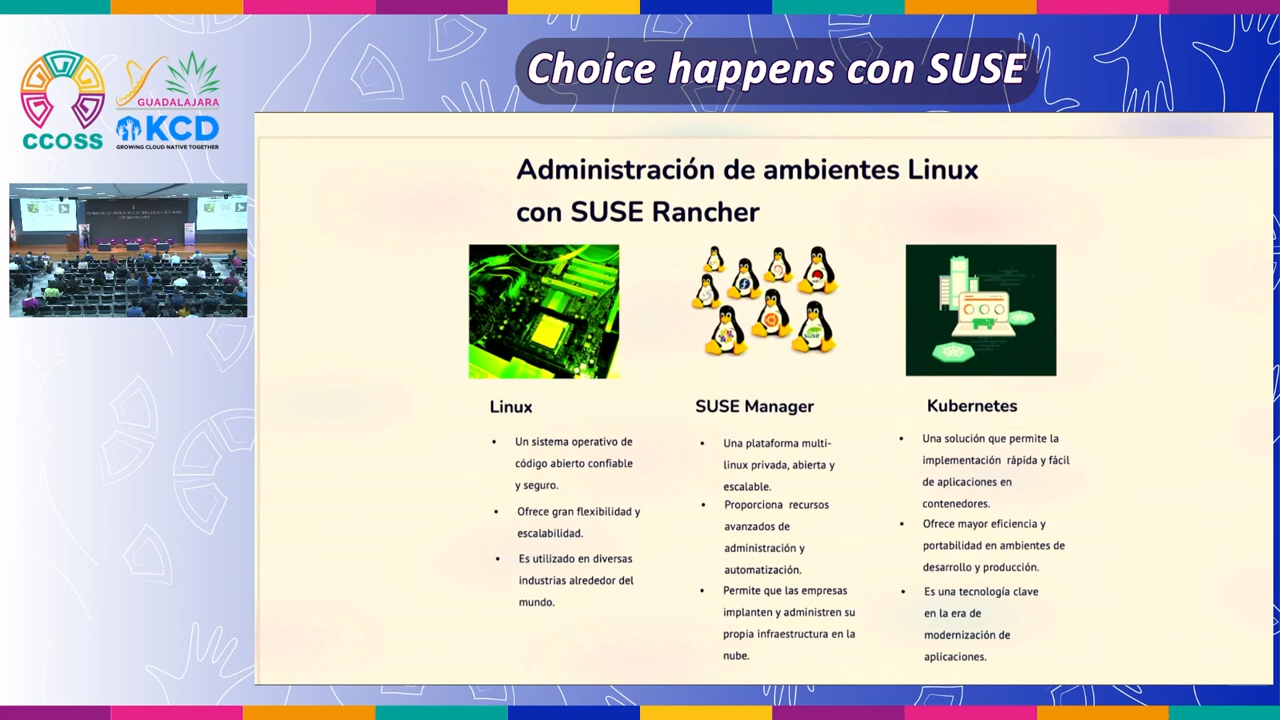 Choice happens con SUSE
CCOSS
GUADALAJARA
KCD
GROWING CLOUD NATIVE TOGETHER
Administración de ambientes Linux
con SUSE Rancher
Linux
• Un sistema operativo de
código abierto confiable
y seguro.
• Ofrece gran flexibilidad y
escalabilidad.
• Es utilizado en diversas
industrias alrededor del
mundo.
SUSE Manager
• Una plataforma multi-
linux privada, abierta y
escalable.
• Proporciona recursos
avanzados de
administración y
automatización.
• Permite que las empresas
implanten y administren su
propia infraestructura en la
nube.
Kubernetes
• Una solución que permite la
implementación rápida y fácil
de aplicaciones en
contenedores.
• Ofrece mayor eficiencia y
portabilidad en ambientes de
desarrollo y producción.
• Es una tecnología clave
en la era de
modernización de
aplicaciones.